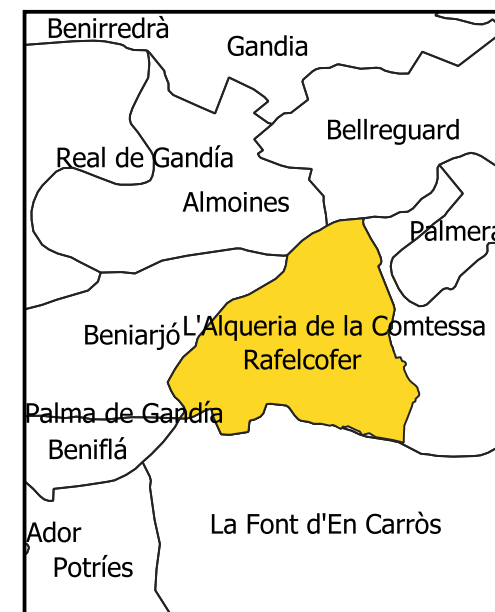 Benirredrà
Gandia
Bellreguard
Real de Gandía
Almoines
Palmera
L'Alqueria de la Comtessa
Beniarjó
Rafelcofer
Palma de Gandía
Beniflá
La Font d'En Carròs
Ador
Potríes